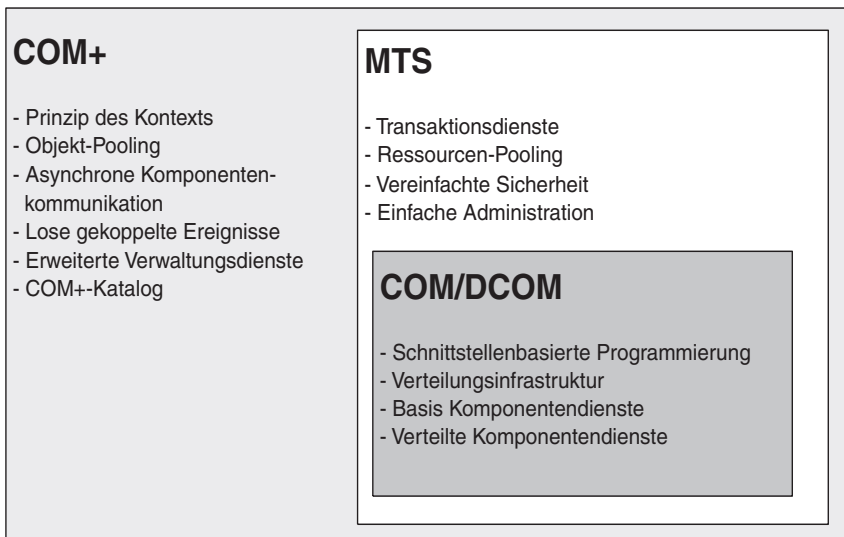 COM+
- Prinzip des Kontexts
- Objekt-Pooling
- Asynchrone Komponenten-
kommunikation
- Lose gekoppelte Ereignisse
- Erweiterte Verwaltungsdienste
- COM+-Katalog
MTS
- Transaktionsdienste
- Ressourcen-Pooling
- Vereinfachte Sicherheit
- Einfache Administration
COM/DCOM
- Schnittstellenbasierte Programmierung
- Verteilungsinfrastruktur
- Basis Komponentendienste
- Verteilte Komponentendienste